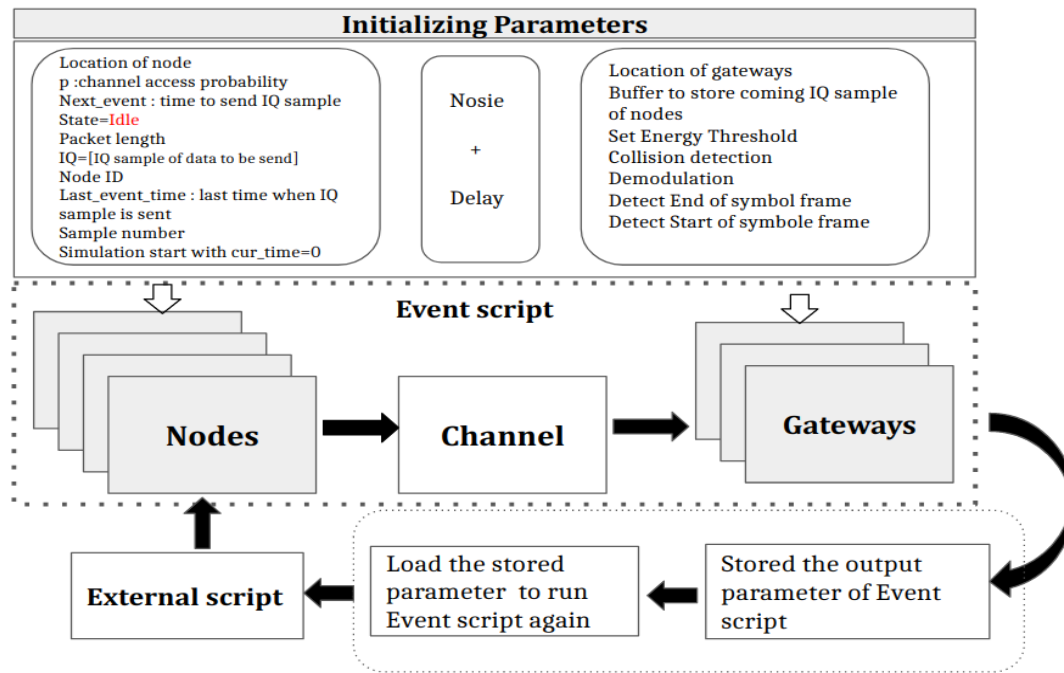 Initializing Parameters
Location of node
p :channel access probability
Next_event : time to send IQ sample
State=Idle
Packet length
IQ=[IQ sample of data to be send]
Node ID
Last_event_time : last time when IQ
sample is sent
Sample number
Simulation start with cur_time=0
Nosie
+
Delay
Location of gateways
Buffer to store coming IQ sample
of nodes
Set Energy Threshold
Collision detection
Demodulation
Detect End of symbol frame
Detect Start of symbole frame
Event script
Nodes
Channel
Gateways
External script
Load the stored
parameter to run
Event script again
Stored the output
parameter of Event
script